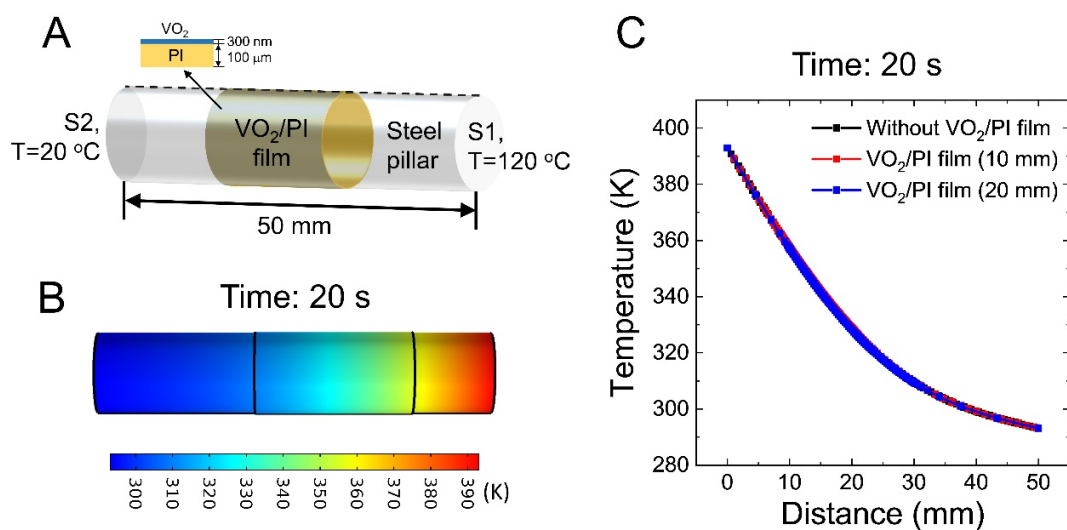 A
VO₂
300 nm
PI
100 μm
S2,
T=20 °C
VO₂/PI
film
Steel
pillar
S1,
T=120 °C
50 mm
B
Time: 20 s
300 310 320 330 340 350 360 370 380 390 (K)
C
Time: 20 s
Temperature (K)
400
380
360
340
320
300
280
Without VO₂/PI film
VO₂/PI film (10 mm)
VO₂/PI film (20 mm)
0 10 20 30 40 50
Distance (mm)